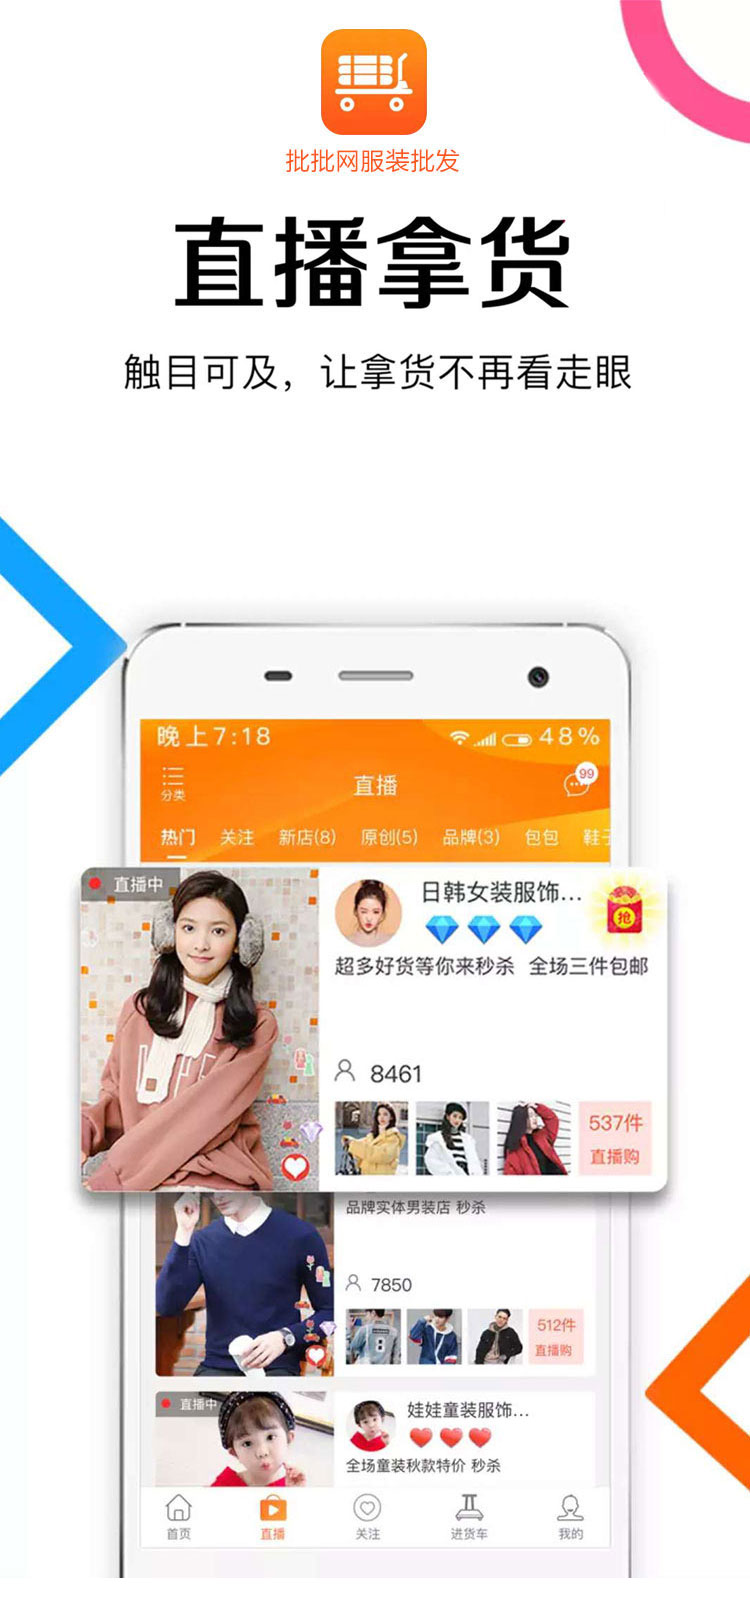 批批网服装批发
直播拿货
触目可及，让拿货不再看走眼
晚上7:18 48%
分类 直播 99
热门 关注 新店(8) 原创(5) 品牌(3) 包包 鞋子
直播中
日韩女装服饰...
抢
超多好货等你来秒杀 全场三件包邮
8461
537件
直播购
品牌实体男装店 秒杀
7850
512件
直播购
直播中
娃娃童装服饰...
全场童装秋款特价 秒杀
首页 直播 关注 进货车 我的